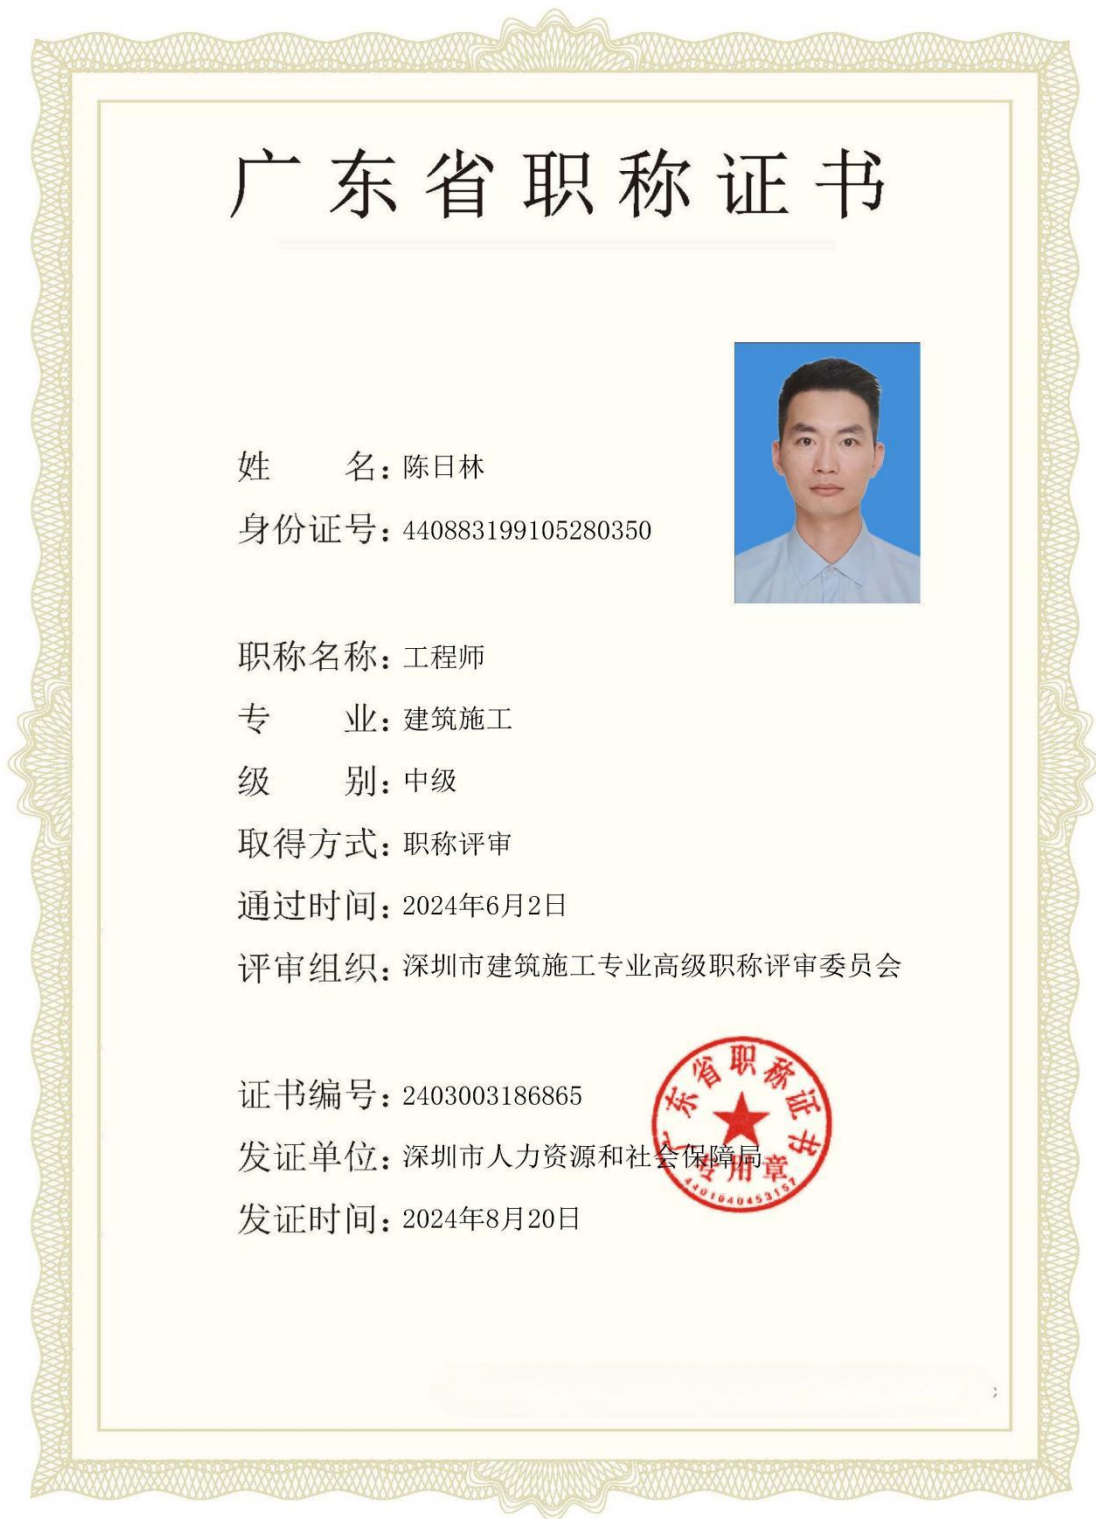 广东省职称证书
姓 名：陈日林
身份证号：440883199105280350
职称名称：工程师
专 业：建筑施工
级 别：中级
取得方式：职称评审
通过时间：2024年6月2日
评审组织：深圳市建筑施工专业高级职称评审委员会
证书编号：2403003186865
发证单位：深圳市人力资源和社会保障局
发证时间：2024年8月20日
广东省职称证书
专用章
4401040453157